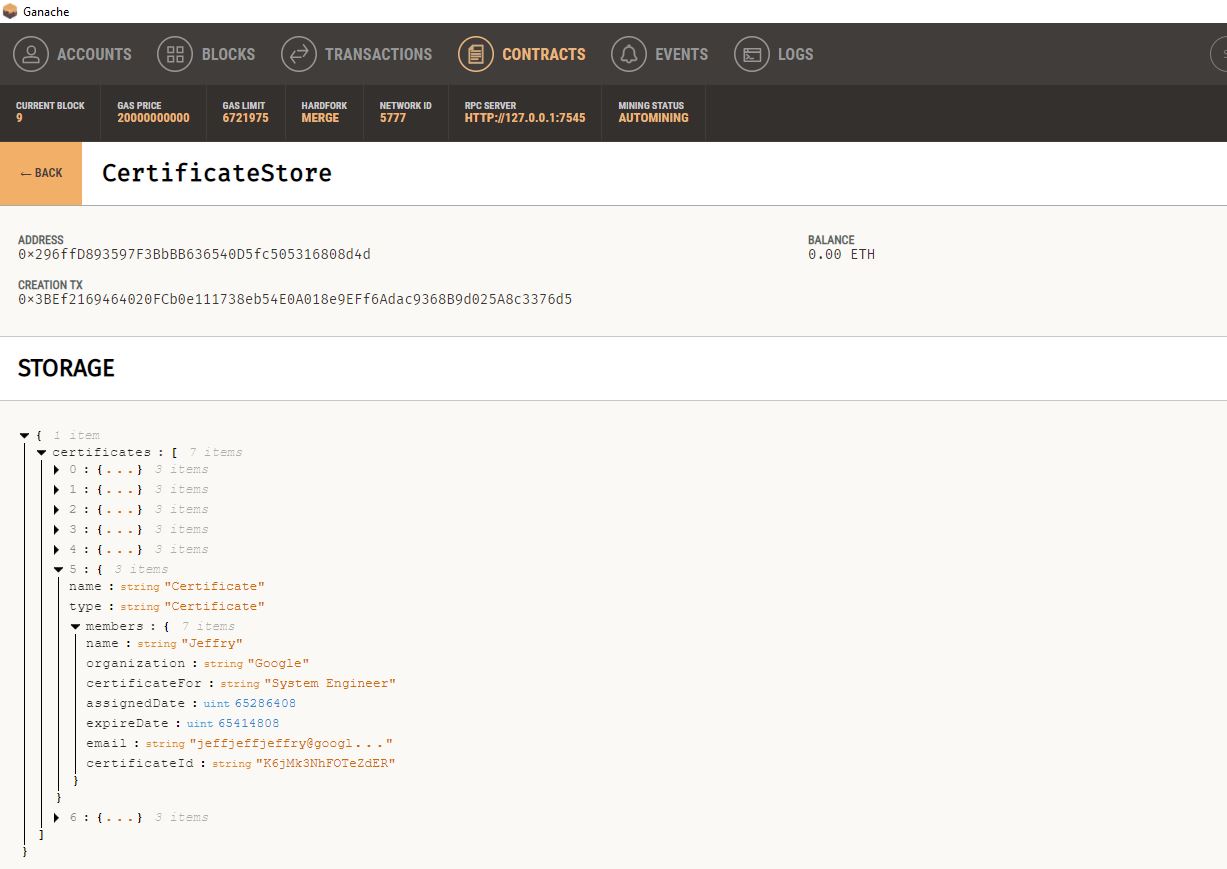 Ganache
ACCOUNTS BLOCKS TRANSACTIONS CONTRACTS EVENTS LOGS
CURRENT BLOCK GAS PRICE GAS LIMIT HARDFORK NETWORK ID RPC SERVER MINING STATUS
9 20000000000 6721975 MERGE 5777 HTTP://127.0.0.1:7545 AUTOMINING
← BACK CertificateStore
ADDRESS BALANCE
0×296ffD893597F3BbBB636540D5fc505316808d4d 0.00 ETH
CREATION TX
0×3BEf2169464020FCb0e111738eb54E0A018e9EFf6Adac9368B9d025A8c3376d5
STORAGE
{ 1 item
certificates : [ 7 items
0 : {...} 3 items
1 : {...} 3 items
2 : {...} 3 items
3 : {...} 3 items
4 : {...} 3 items
5 : { 3 items
name : string "Certificate"
type : string "Certificate"
members : { 7 items
name : string "Jeffry"
organization : string "Google"
certificateFor : string "System Engineer"
assignedDate : uint 65286408
expireDate : uint 65414808
email : string "jeffjeffjeffry@googl..."
certificateId : string "K6jMk3NhFOTeZdER"
}
}
6 : {...} 3 items
]
}